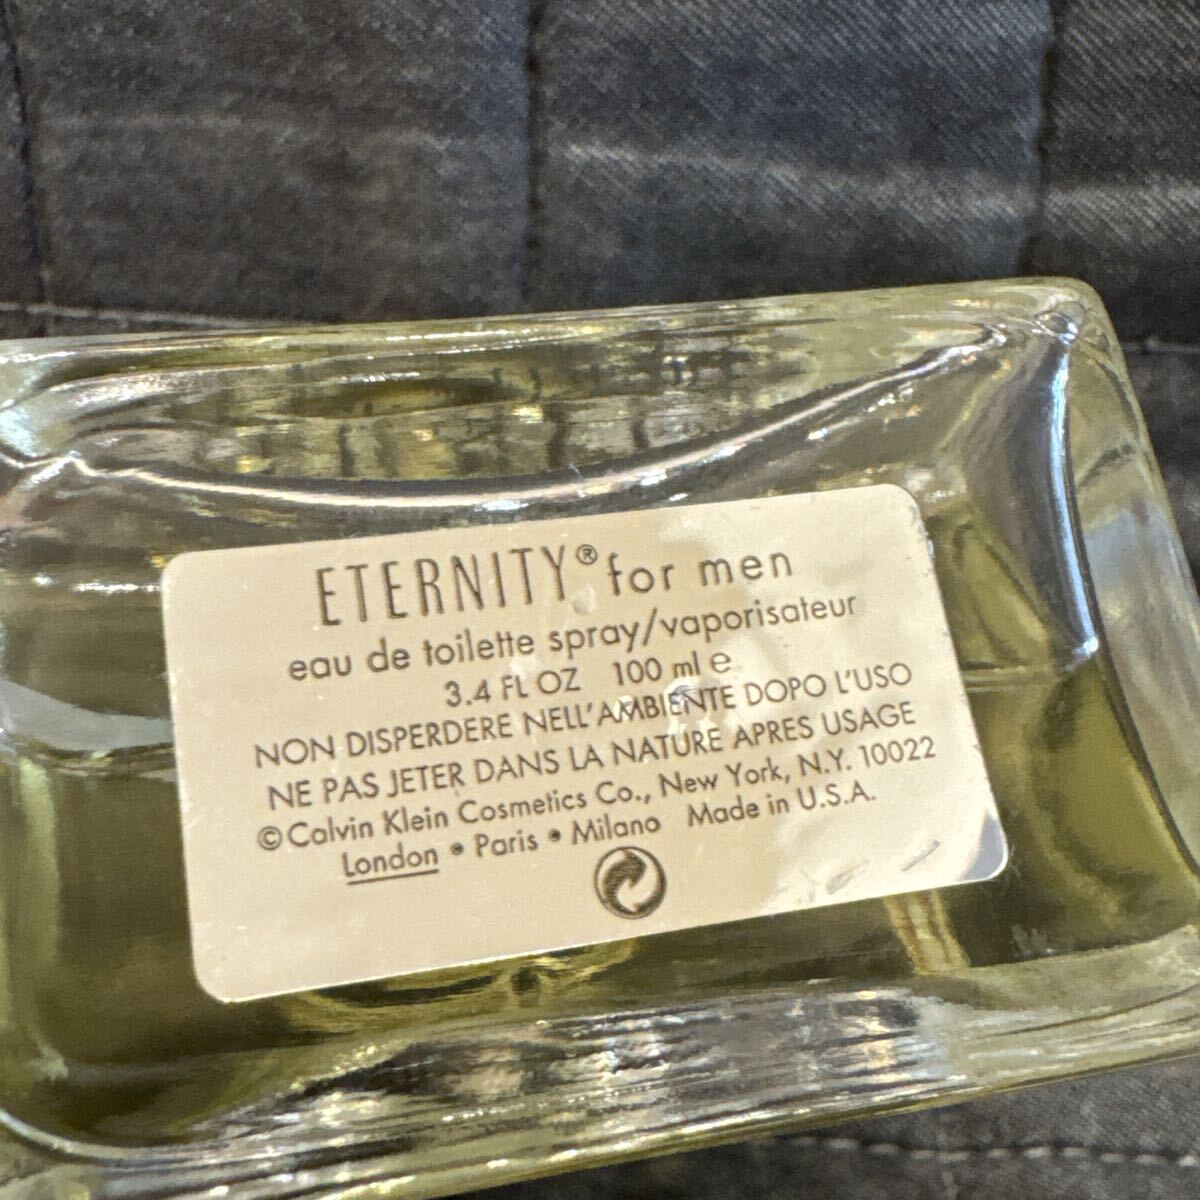 ETERNITY® for men
eau de toilette spray/vaporisateur
3.4 FL OZ 100 ml ℮
NON DISPERDERE NELL'AMBIENTE DOPO L'USO
NE PAS JETER DANS LA NATURE APRES USAGE
© Calvin Klein Cosmetics Co., New York, N.Y. 10022
London • Paris • Milano Made in U.S.A.